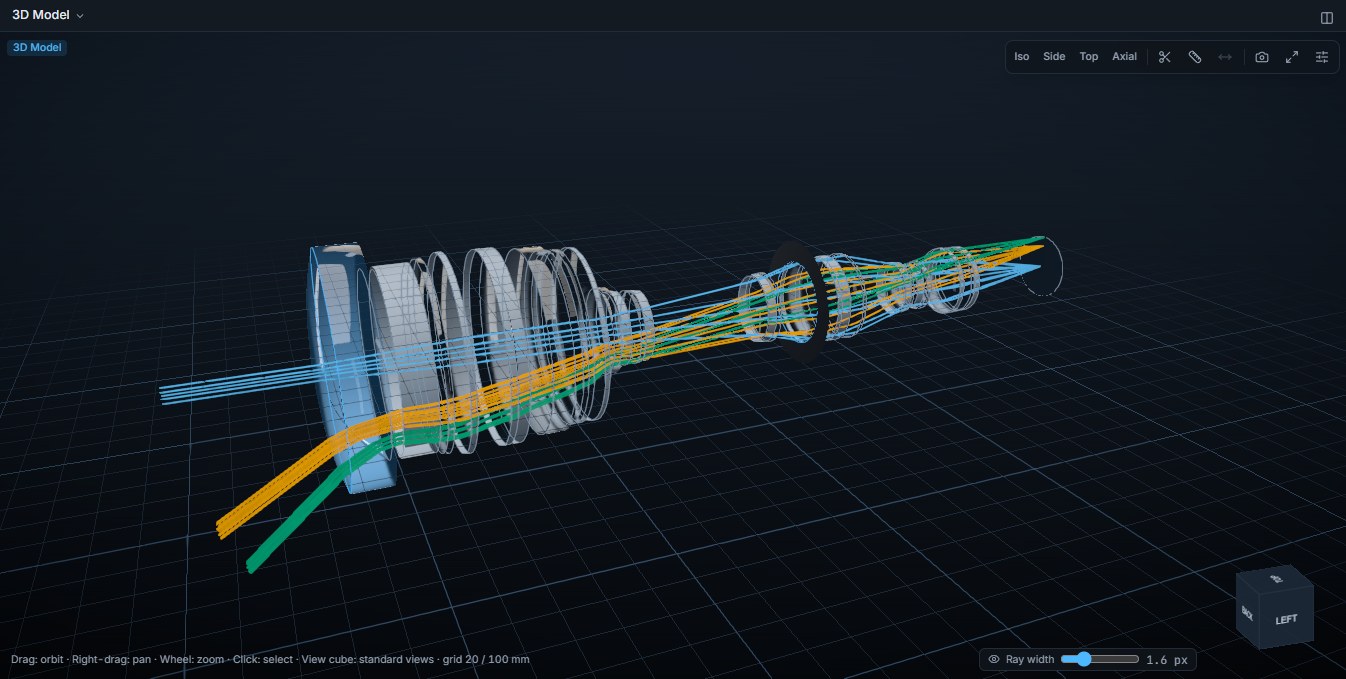 3D Model
3D Model
Iso Side Top Axial
BACK
LEFT
Drag: orbit · Right-drag: pan · Wheel: zoom · Click: select · View cube: standard views · grid 20 / 100 mm
Ray width 1.6 px